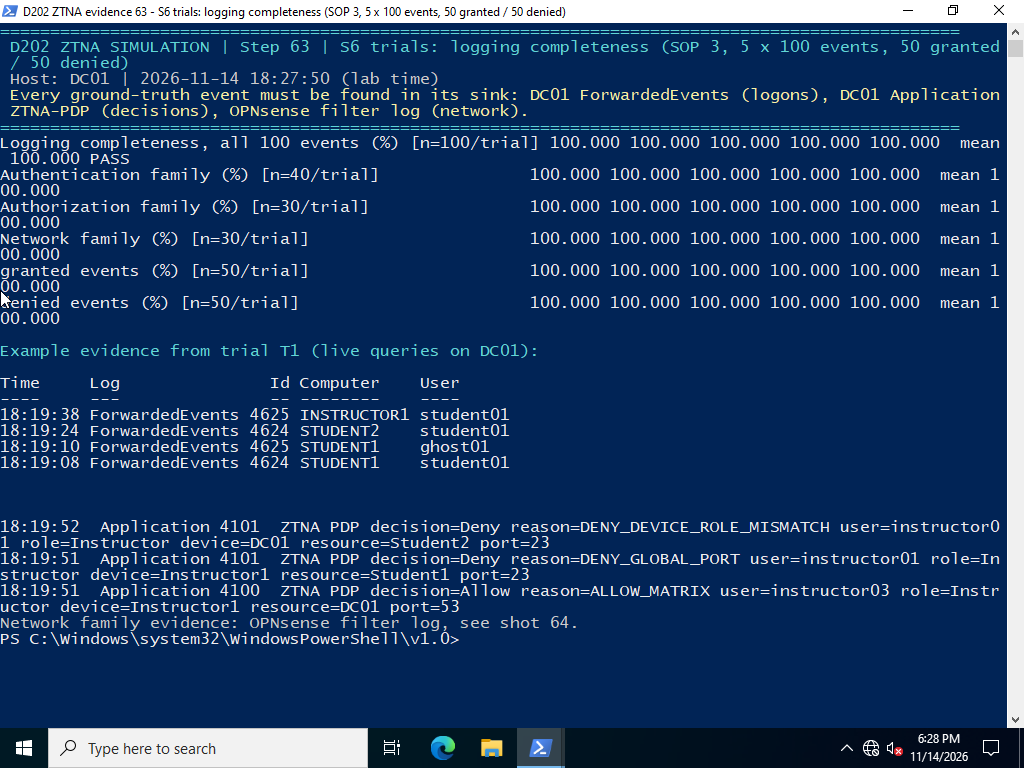 D202 ZTNA evidence 63 - S6 trials: logging completeness (SOP 3, 5 x 100 events, 50 granted / 50 denied)
================================================================================================
D202 ZTNA SIMULATION | Step 63 | S6 trials: logging completeness (SOP 3, 5 x 100 events, 50 granted
/ 50 denied)
Host: DC01 | 2026-11-14 18:27:50 (lab time)
Every ground-truth event must be found in its sink: DC01 ForwardedEvents (logons), DC01 Application
ZTNA-PDP (decisions), OPNsense filter log (network).
================================================================================================
Logging completeness, all 100 events (%) [n=100/trial] 100.000 100.000 100.000 100.000 100.000  mean
 100.000 PASS
Authentication family (%) [n=40/trial]               100.000 100.000 100.000 100.000 100.000  mean 1
00.000
Authorization family (%) [n=30/trial]                100.000 100.000 100.000 100.000 100.000  mean 1
00.000
Network family (%) [n=30/trial]                      100.000 100.000 100.000 100.000 100.000  mean 1
00.000
granted events (%) [n=50/trial]                      100.000 100.000 100.000 100.000 100.000  mean 1
00.000
denied events (%) [n=50/trial]                       100.000 100.000 100.000 100.000 100.000  mean 1
00.000
Example evidence from trial T1 (live queries on DC01):
Time     Log               Id Computer    User
----     ---               -- --------    ----
18:19:38 ForwardedEvents 4625 INSTRUCTOR1 student01
18:19:24 ForwardedEvents 4624 STUDENT2    student01
18:19:10 ForwardedEvents 4625 STUDENT1    ghost01
18:19:08 ForwardedEvents 4624 STUDENT1    student01
18:19:52  Application 4101  ZTNA PDP decision=Deny reason=DENY_DEVICE_ROLE_MISMATCH user=instructor0
1 role=Instructor device=DC01 resource=Student2 port=23
18:19:51  Application 4101  ZTNA PDP decision=Deny reason=DENY_GLOBAL_PORT user=instructor01 role=In
structor device=Instructor1 resource=Student1 port=23
18:19:51  Application 4100  ZTNA PDP decision=Allow reason=ALLOW_MATRIX user=instructor03 role=Instr
uctor device=Instructor1 resource=DC01 port=53
Network family evidence: OPNsense filter log, see shot 64.
PS C:\Windows\system32\WindowsPowerShell\v1.0>
Type here to search
6:28 PM
11/14/2026